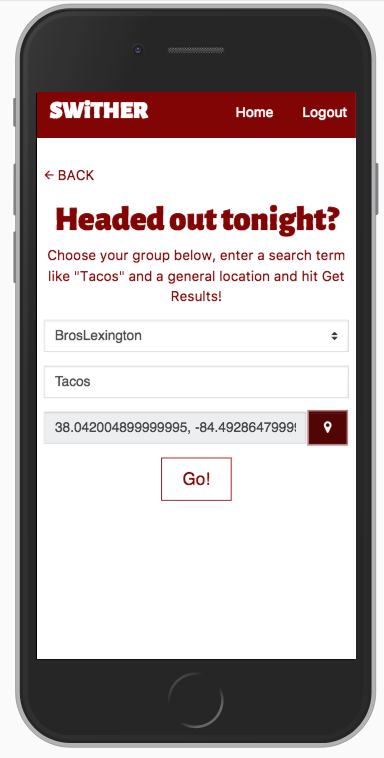 SWiTHER Home Logout
← BACK
Headed out tonight?
Choose your group below, enter a search term
like "Tacos" and a general location and hit Get
Results!
BrosLexington
Tacos
38.042004899999995, -84.4928647999
Go!